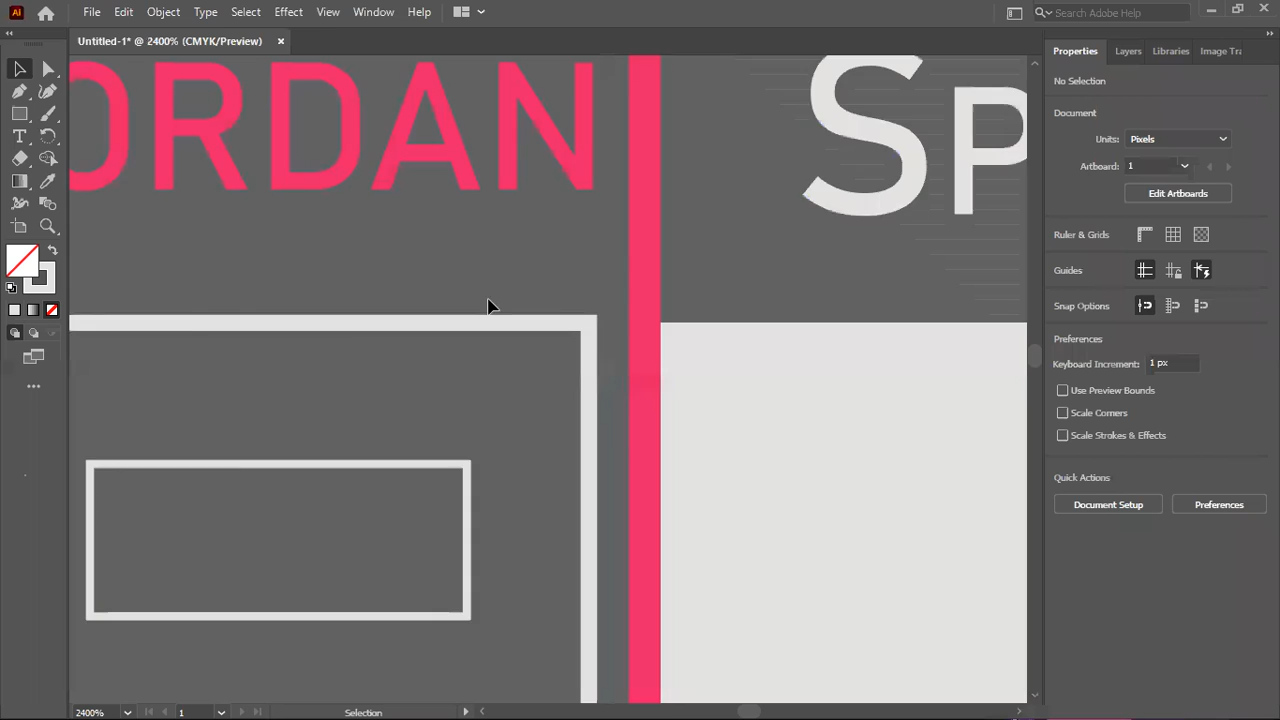 Ai
File Edit Object Type Select Effect View Window Help
Search Adobe Help
Untitled-1* @ 2400% (CMYK/Preview)
Properties Layers Libraries Image Tra
No Selection
Document
Units: Pixels
Artboard: 1
Edit Artboards
Ruler & Grids
Guides
Snap Options
Preferences
Keyboard Increment: 1 px
Use Preview Bounds
Scale Corners
Scale Strokes & Effects
Quick Actions
Document Setup Preferences
ORDAN
SP
2400% 1 Selection